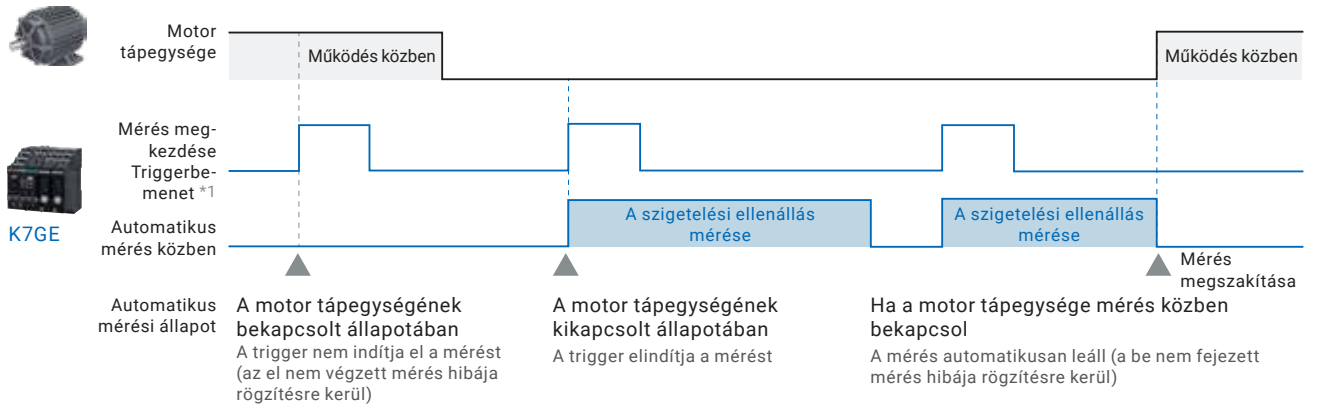 Motor
tápegysége
Működés közben
Működés közben
Mérés meg-
kezdése
Triggerbe-
menet *1
K7GE
Automatikus
mérés közben
A szigetelési ellenállás
mérése
A szigetelési ellenállás
mérése
Mérés
megszakítása
Automatikus
mérési állapot
A motor tápegységének
bekapcsolt állapotában
A trigger nem indítja el a mérést
(az el nem végzett mérés hibája
rögzítésre kerül)
A motor tápegységének
kikapcsolt állapotában
A trigger elindítja a mérést
Ha a motor tápegysége mérés közben
bekapcsol
A mérés automatikusan leáll (a be nem fejezett
mérés hibája rögzítésre kerül)